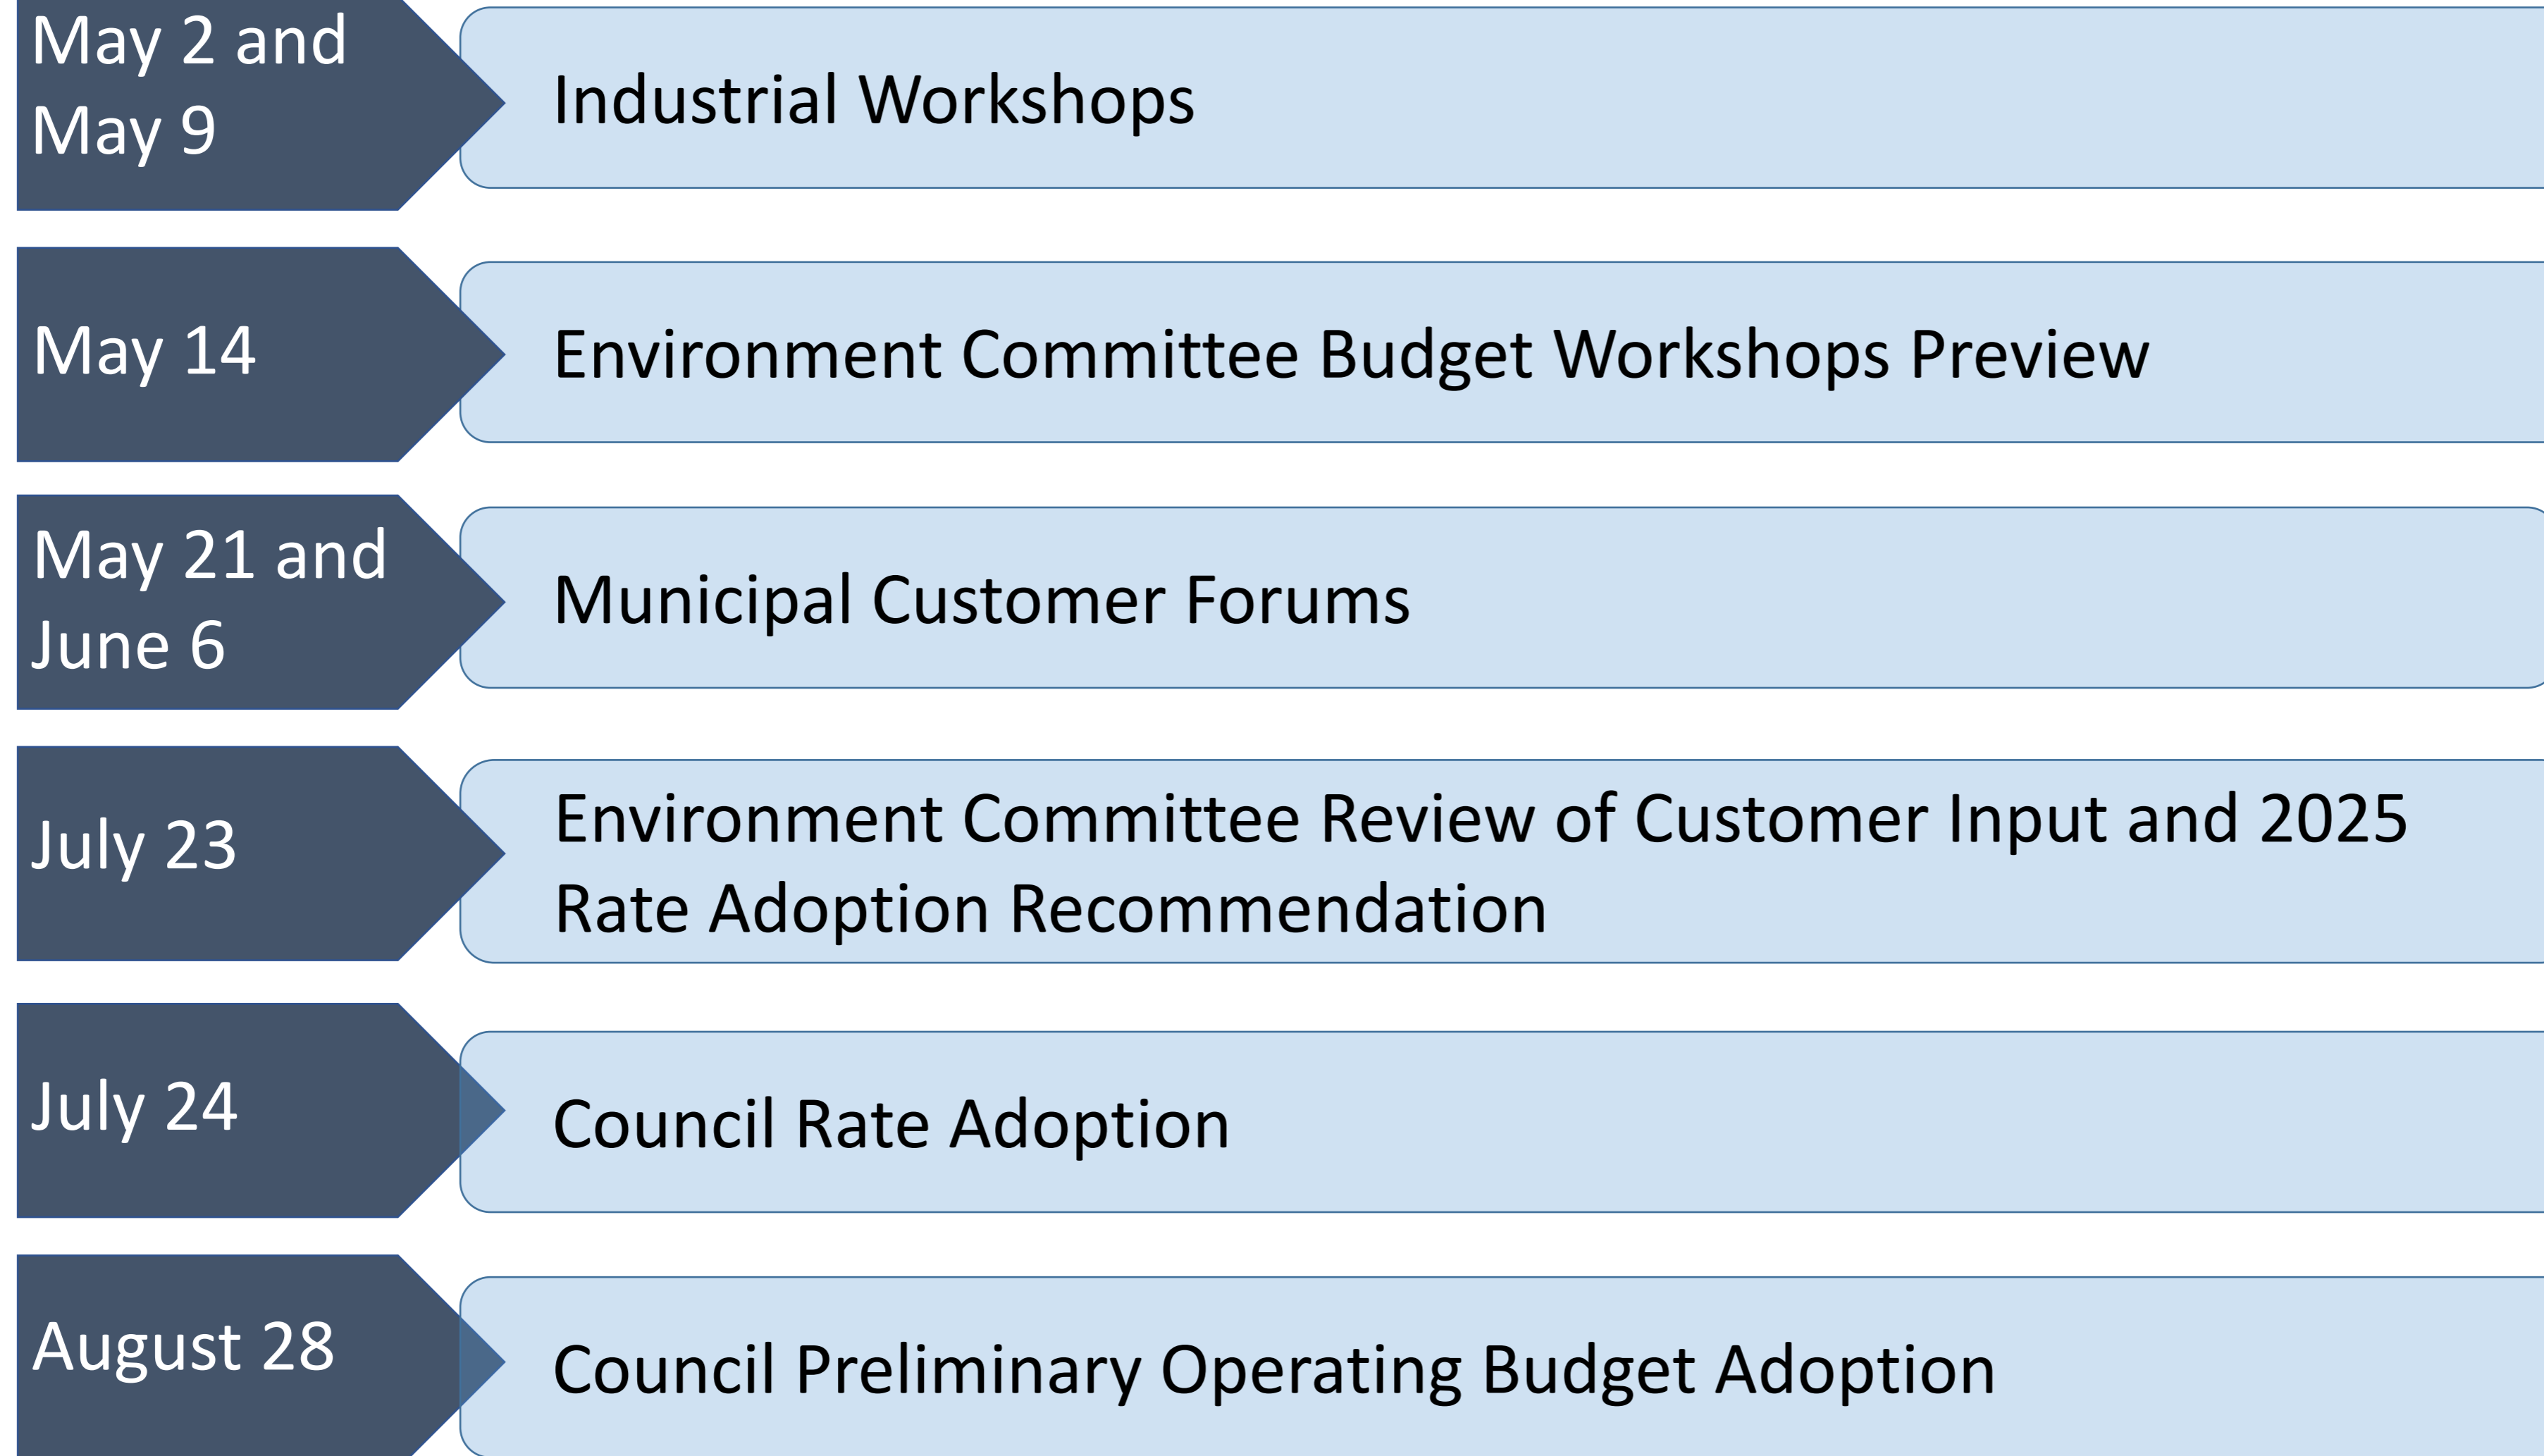 May 2 and
May 9
Industrial Workshops
May 14
Environment Committee Budget Workshops Preview
May 21 and
June 6
Municipal Customer Forums
July 23
Environment Committee Review of Customer Input and 2025
Rate Adoption Recommendation
July 24
Council Rate Adoption
August 28
Council Preliminary Operating Budget Adoption